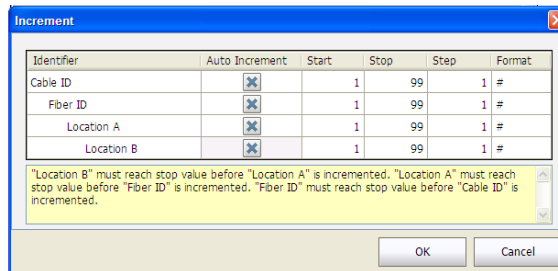 Increment
Identifier Auto Increment Start Stop Step Format
Cable ID 1 99 1 #
Fiber ID 1 99 1 #
Location A 1 99 1 #
Location B 1 99 1 #
"Location B" must reach stop value before "Location A" is incremented. "Location A" must reach
stop value before "Fiber ID" is incremented. "Fiber ID" must reach stop value before "Cable ID" is
incremented.
OK Cancel